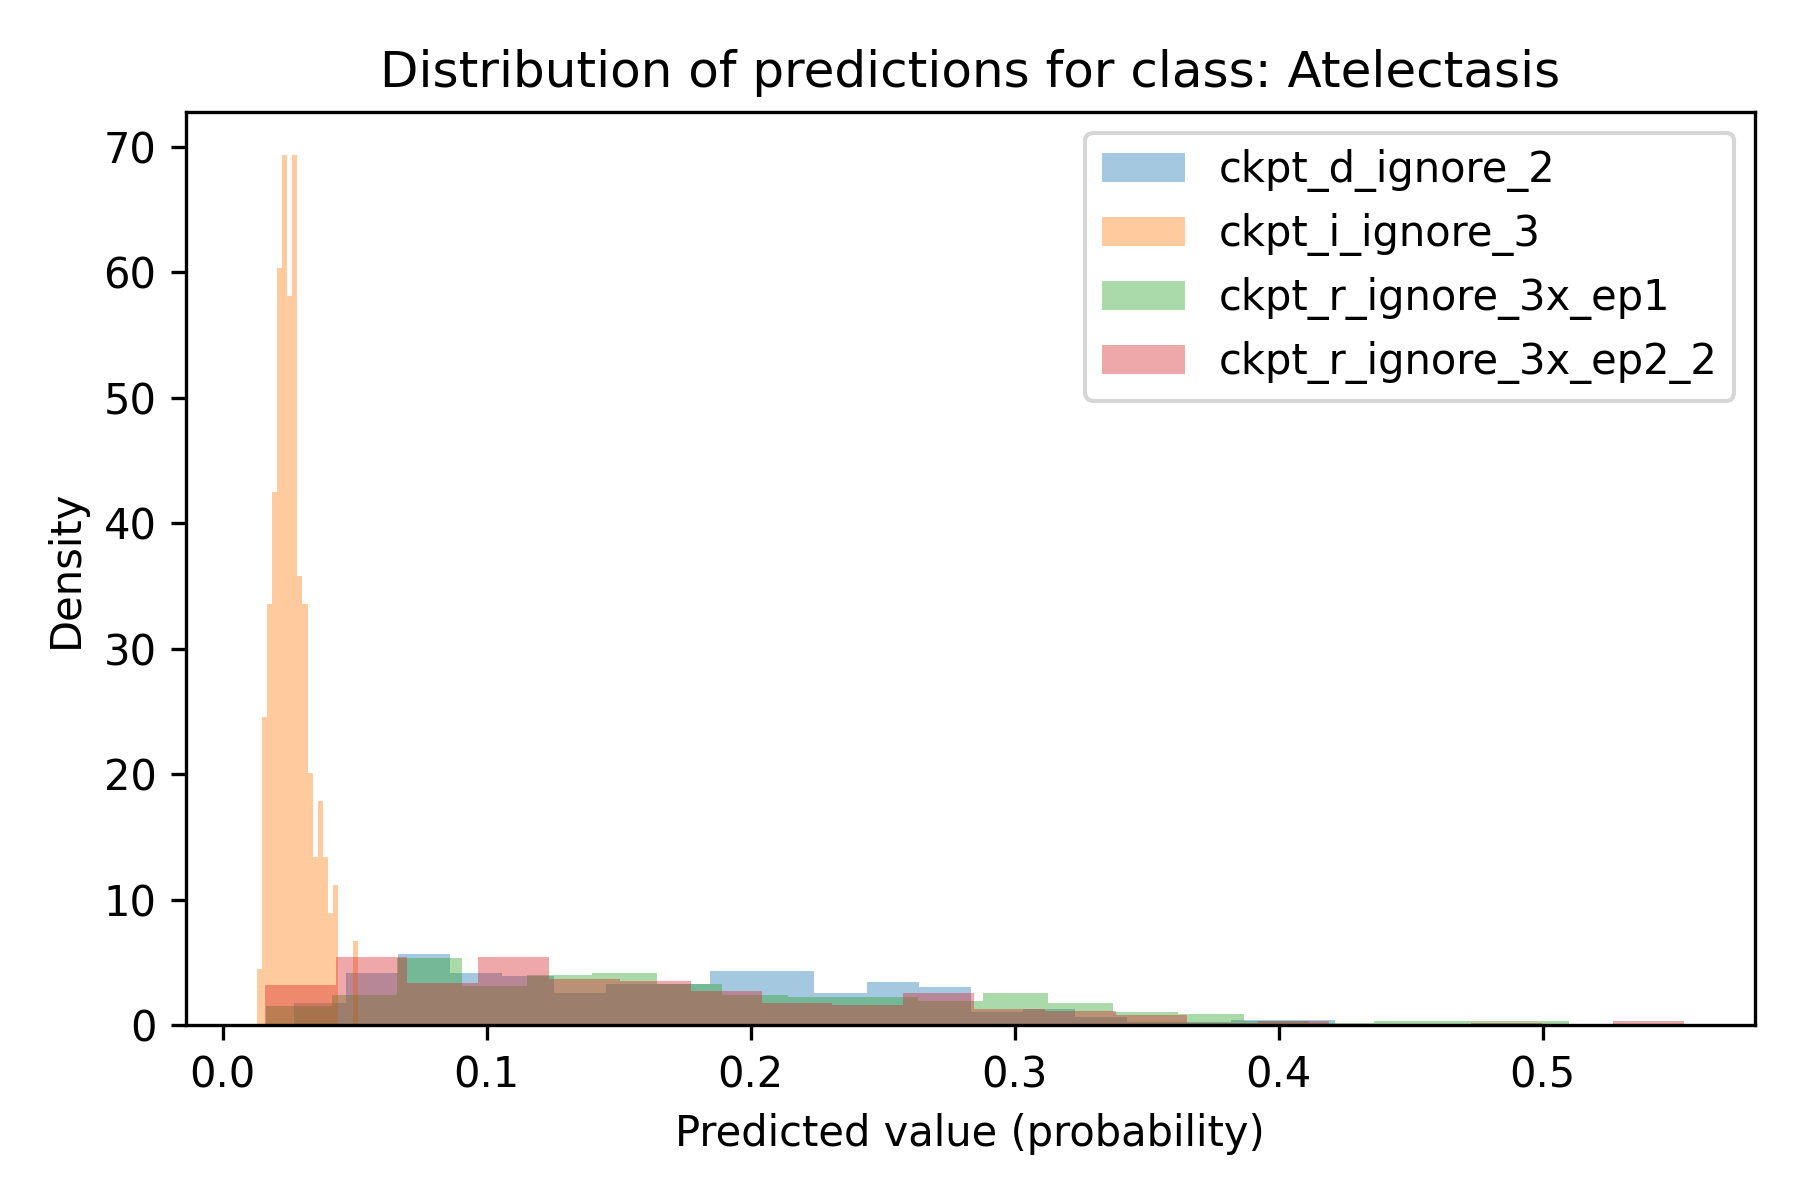 Distribution of predictions for class: Atelectasis
ckpt_d_ignore_2
ckpt_i_ignore_3
ckpt_r_ignore_3x_ep1
ckpt_r_ignore_3x_ep2_2
Density
70
60
50
40
30
20
10
0
0.0 0.1 0.2 0.3 0.4 0.5
Predicted value (probability)